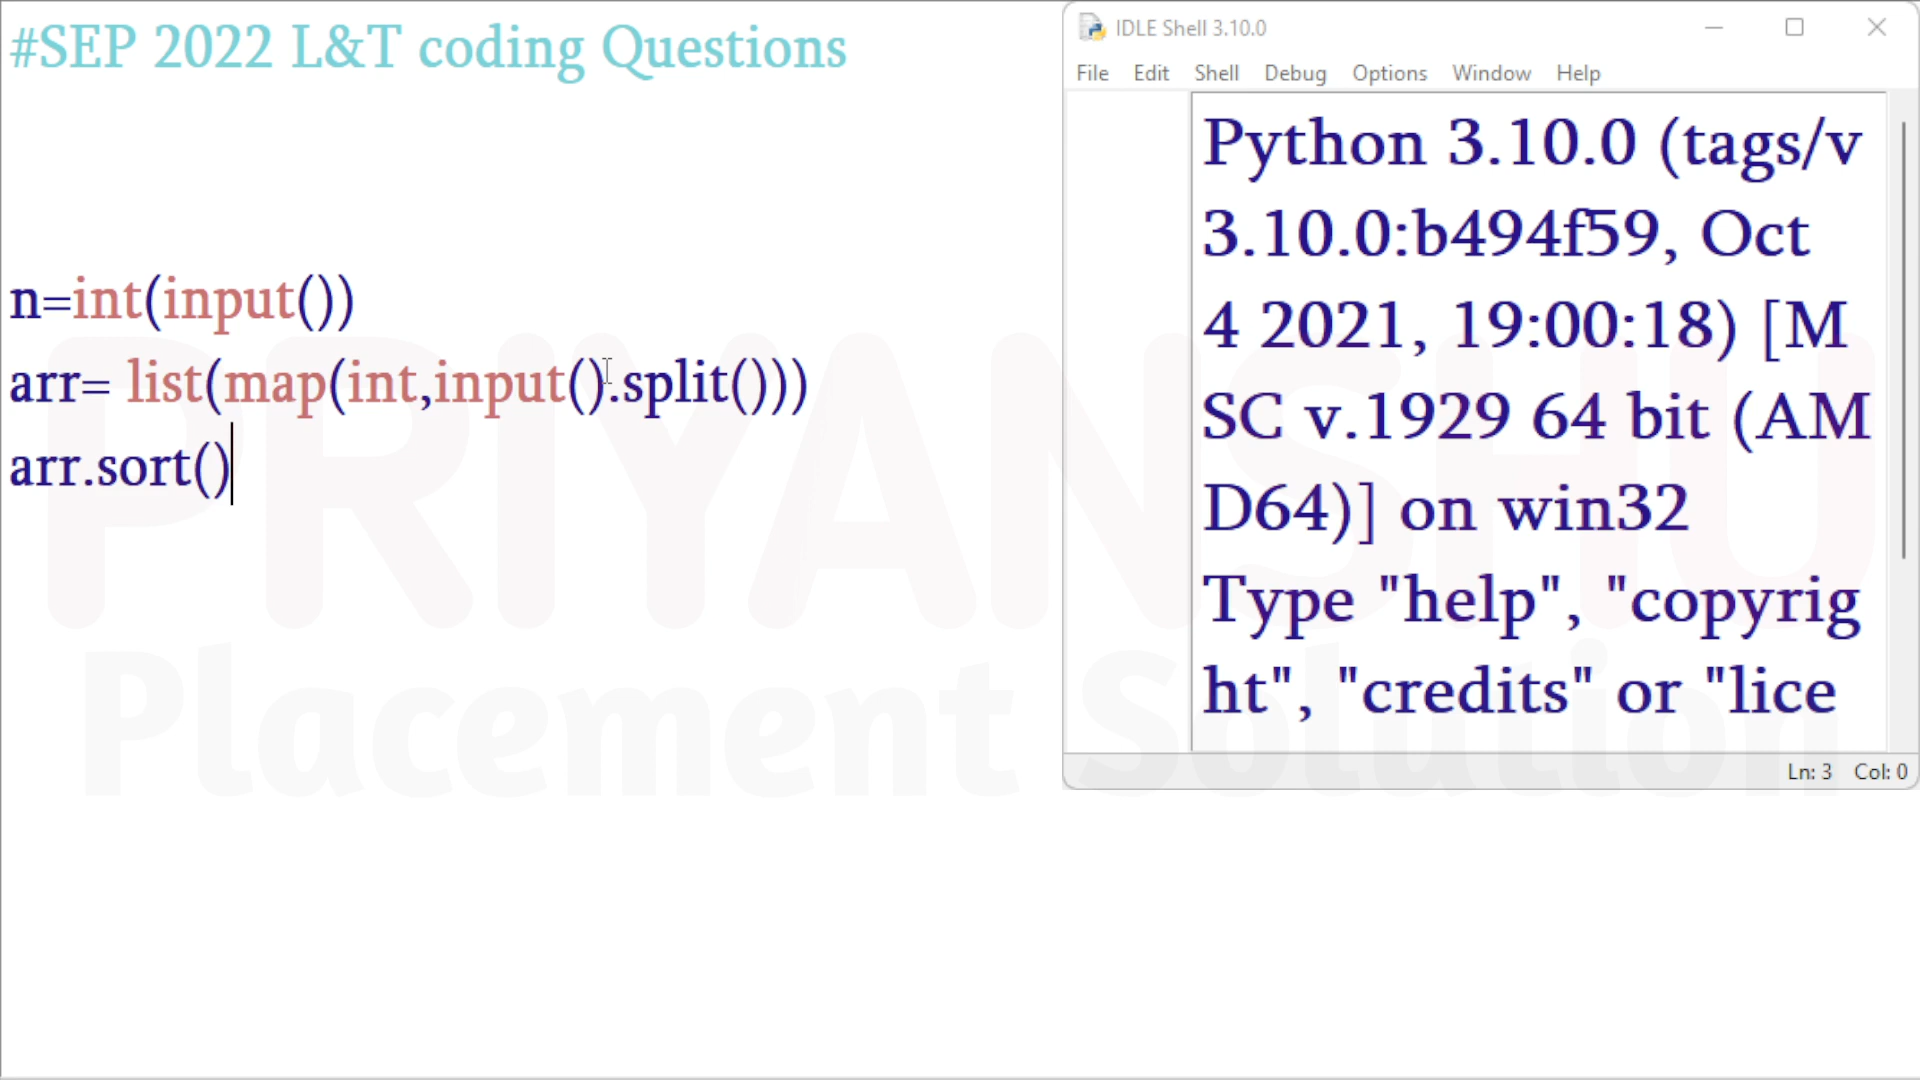 #SEP 2022 L&T coding Questions
n=int(input())
arr= list(map(int,input().split()))
arr.sort()
IDLE Shell 3.10.0
File Edit Shell Debug Options Window Help
Python 3.10.0 (tags/v
3.10.0:b494f59, Oct
4 2021, 19:00:18) [M
SC v.1929 64 bit (AM
D64)] on win32
Type "help", "copyrig
ht", "credits" or "lice
Ln: 3 Col: 0
PRIYANSHU
Placement Solution